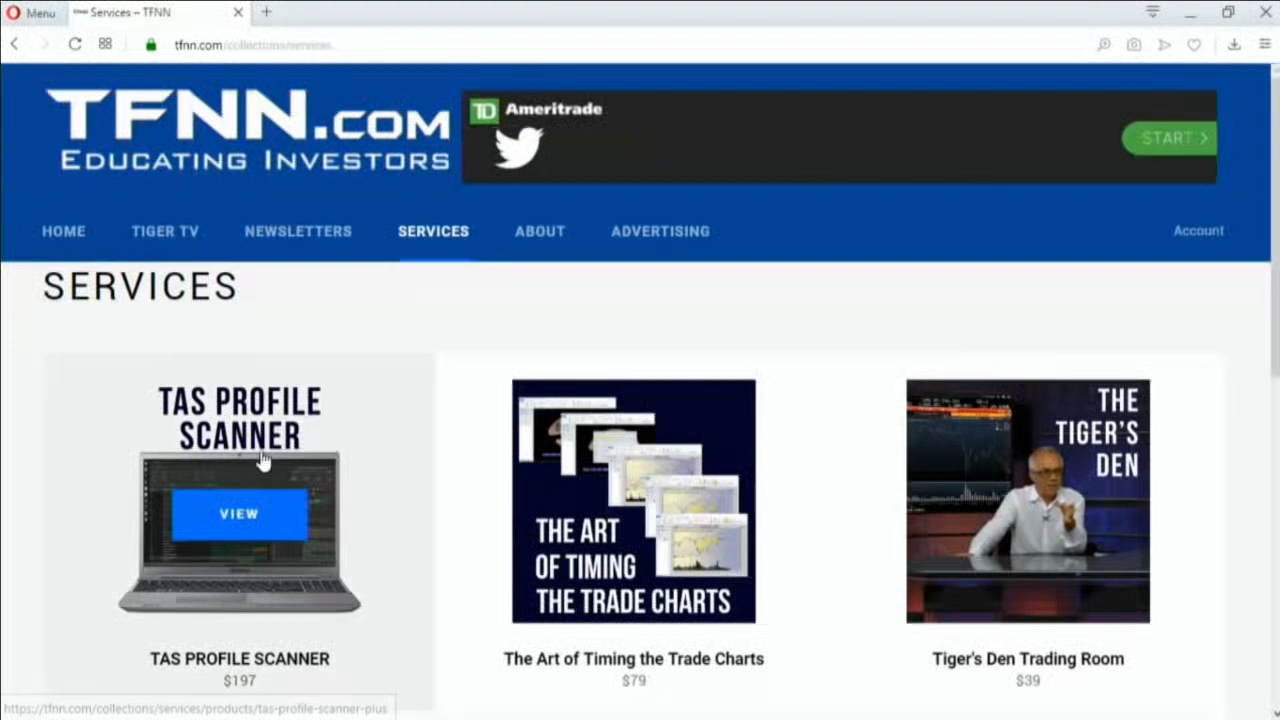 Menu
Services – TFNN
tfnn.com/collections/services
TFNN.COM
EDUCATING INVESTORS
TD Ameritrade
START >
HOME
TIGER TV
NEWSLETTERS
SERVICES
ABOUT
ADVERTISING
Account
SERVICES
TAS PROFILE
SCANNER
VIEW
TAS PROFILE SCANNER
$197
THE ART
OF TIMING
THE TRADE CHARTS
The Art of Timing the Trade Charts
$79
THE
TIGER'S
DEN
Tiger's Den Trading Room
$39
https://tfnn.com/collections/services/products/tas-profile-scanner-plus